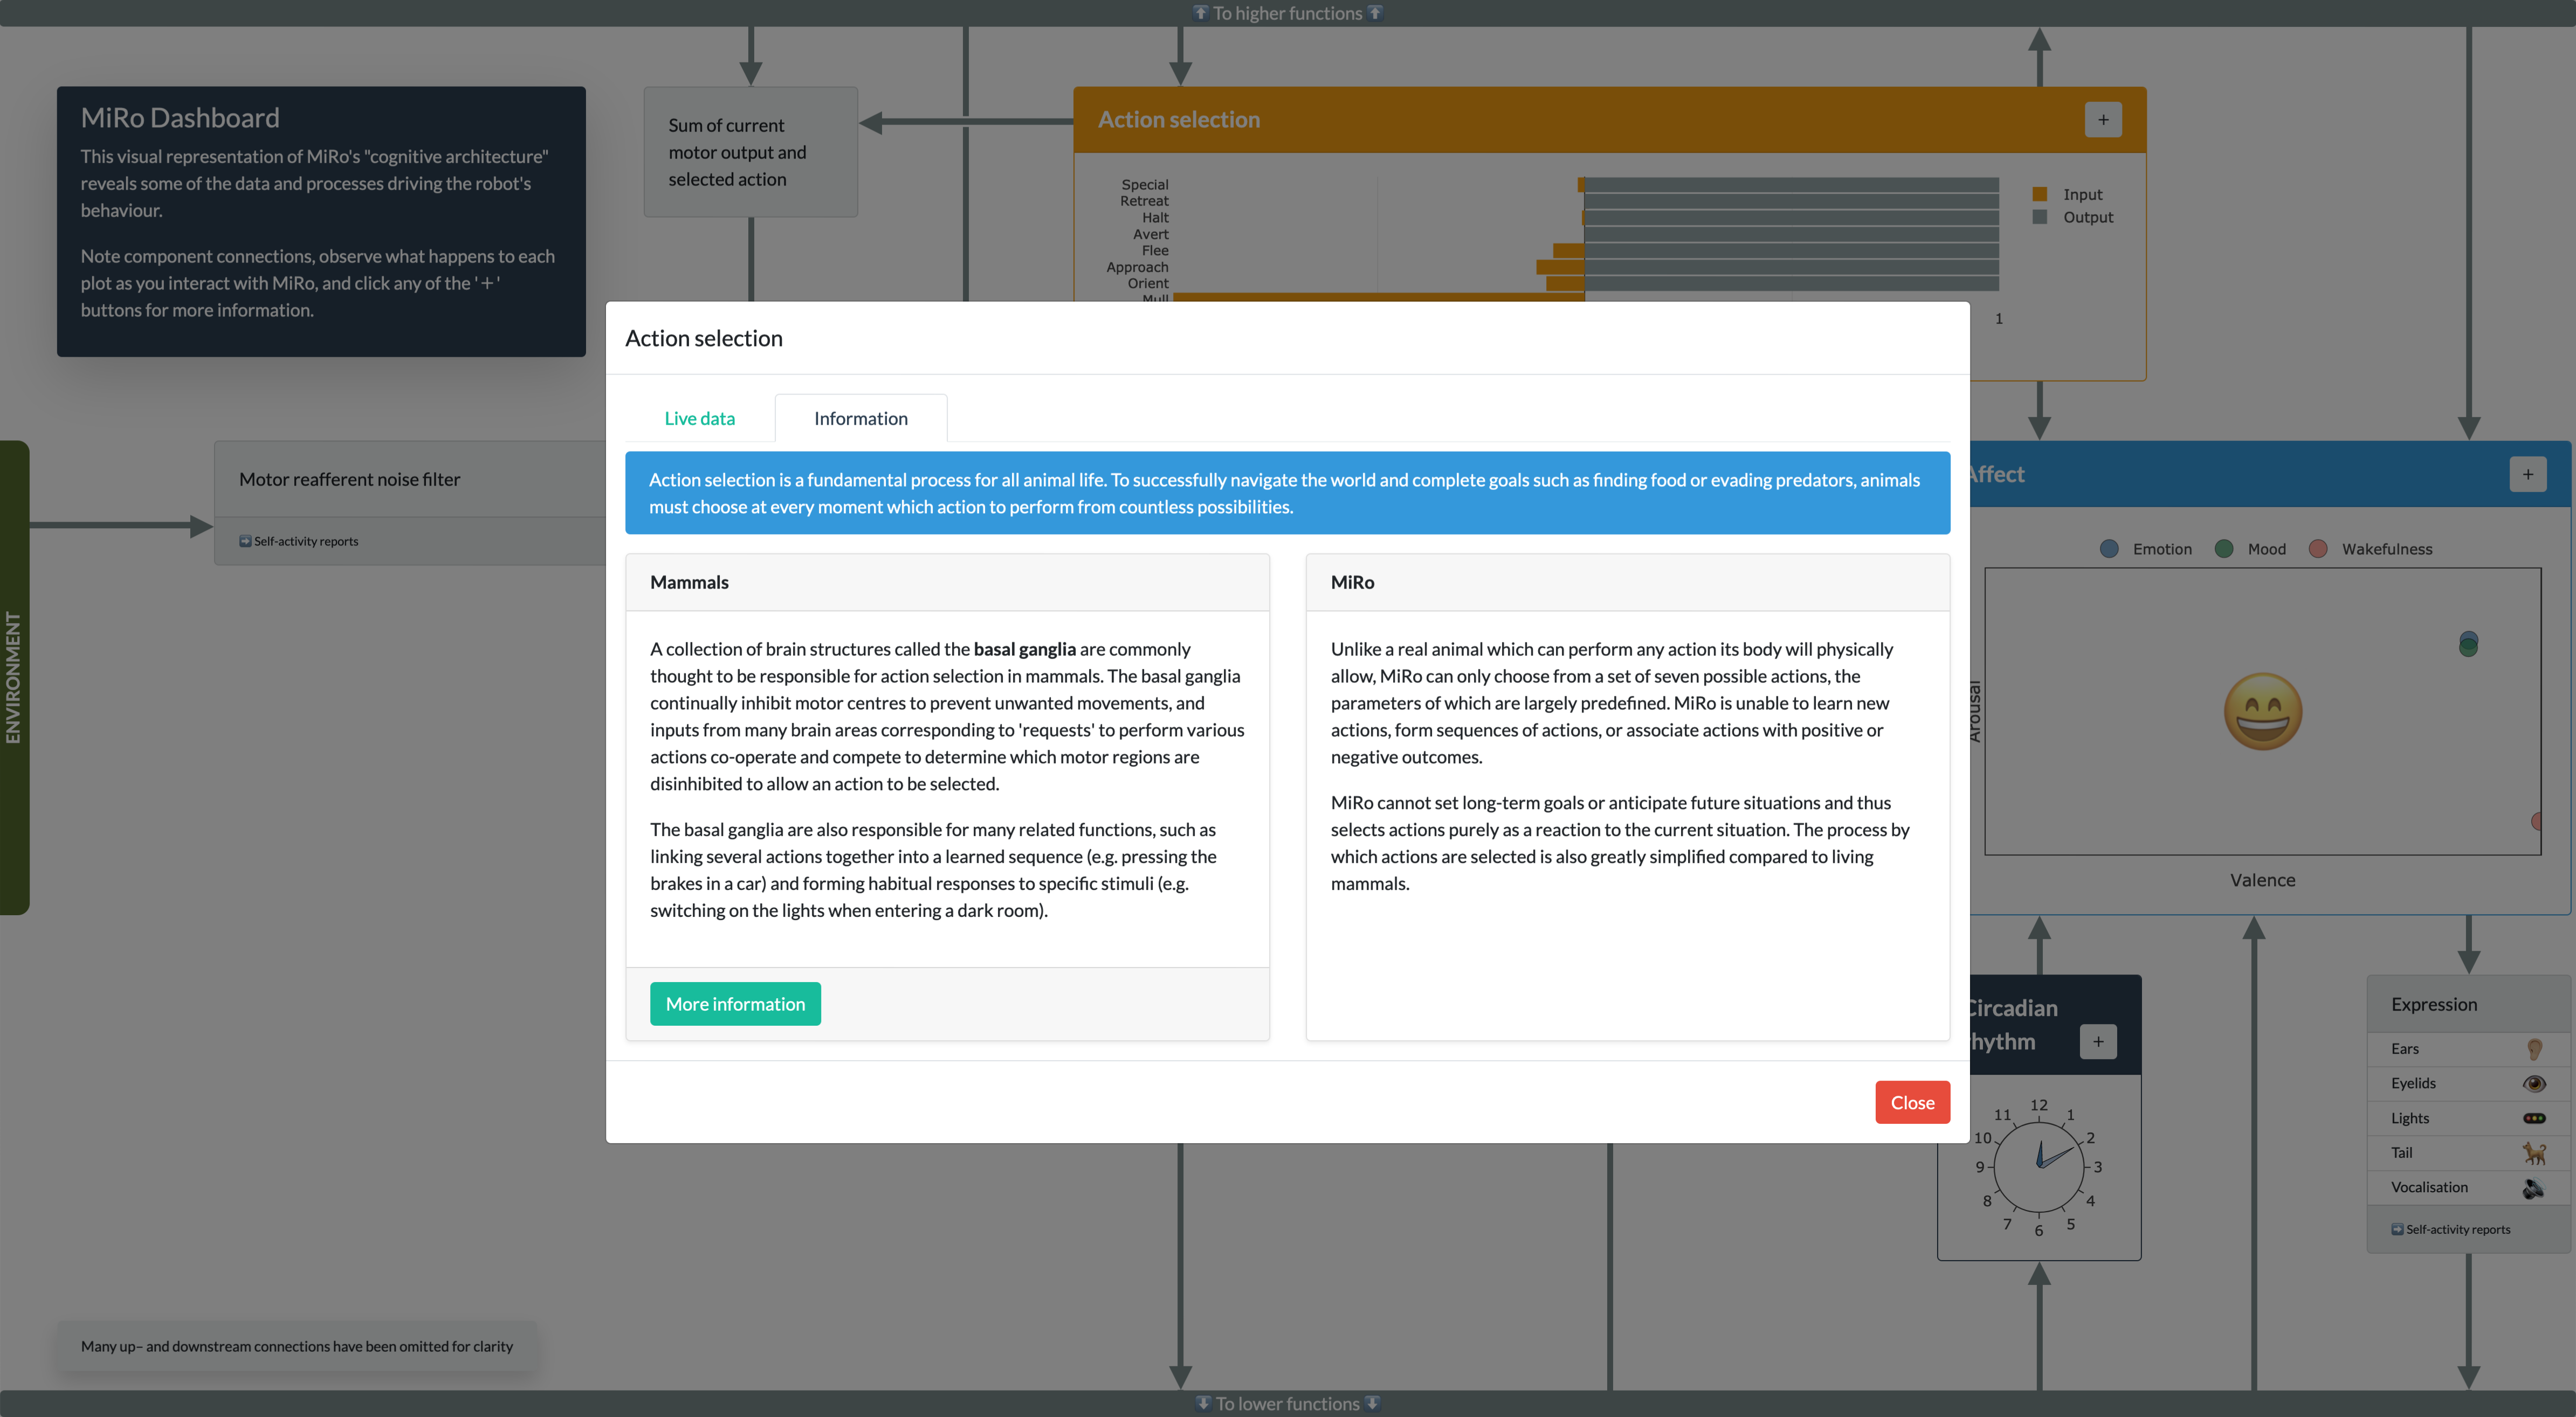 To higher functions
MiRo Dashboard
This visual representation of MiRo's "cognitive architecture"
reveals some of the data and processes driving the robot's
behaviour.
Note component connections, observe what happens to each
plot as you interact with MiRo, and click any of the '+'
buttons for more information.
Sum of current
motor output and
selected action
Action selection
+
Special
Retreat
Halt
Avert
Flee
Approach
Orient
Mull
Input
Output
1
Action selection
Live data
Information
Action selection is a fundamental process for all animal life. To successfully navigate the world and complete goals such as finding food or evading predators, animals
must choose at every moment which action to perform from countless possibilities.
Mammals
A collection of brain structures called the basal ganglia are commonly
thought to be responsible for action selection in mammals. The basal ganglia
continually inhibit motor centres to prevent unwanted movements, and
inputs from many brain areas corresponding to 'requests' to perform various
actions co-operate and compete to determine which motor regions are
disinhibited to allow an action to be selected.
The basal ganglia are also responsible for many related functions, such as
linking several actions together into a learned sequence (e.g. pressing the
brakes in a car) and forming habitual responses to specific stimuli (e.g.
switching on the lights when entering a dark room).
More information
MiRo
Unlike a real animal which can perform any action its body will physically
allow, MiRo can only choose from a set of seven possible actions, the
parameters of which are largely predefined. MiRo is unable to learn new
actions, form sequences of actions, or associate actions with positive or
negative outcomes.
MiRo cannot set long-term goals or anticipate future situations and thus
selects actions purely as a reaction to the current situation. The process by
which actions are selected is also greatly simplified compared to living
mammals.
Close
ENVIRONMENT
Motor reafferent noise filter
Self-activity reports
Affect
+
Emotion
Mood
Wakefulness
Arousal
Valence
Circadian
rhythm
+
12
1
2
3
4
5
6
7
8
9
10
11
Expression
Ears
Eyelids
Lights
Tail
Vocalisation
Self-activity reports
Many up– and downstream connections have been omitted for clarity
To lower functions